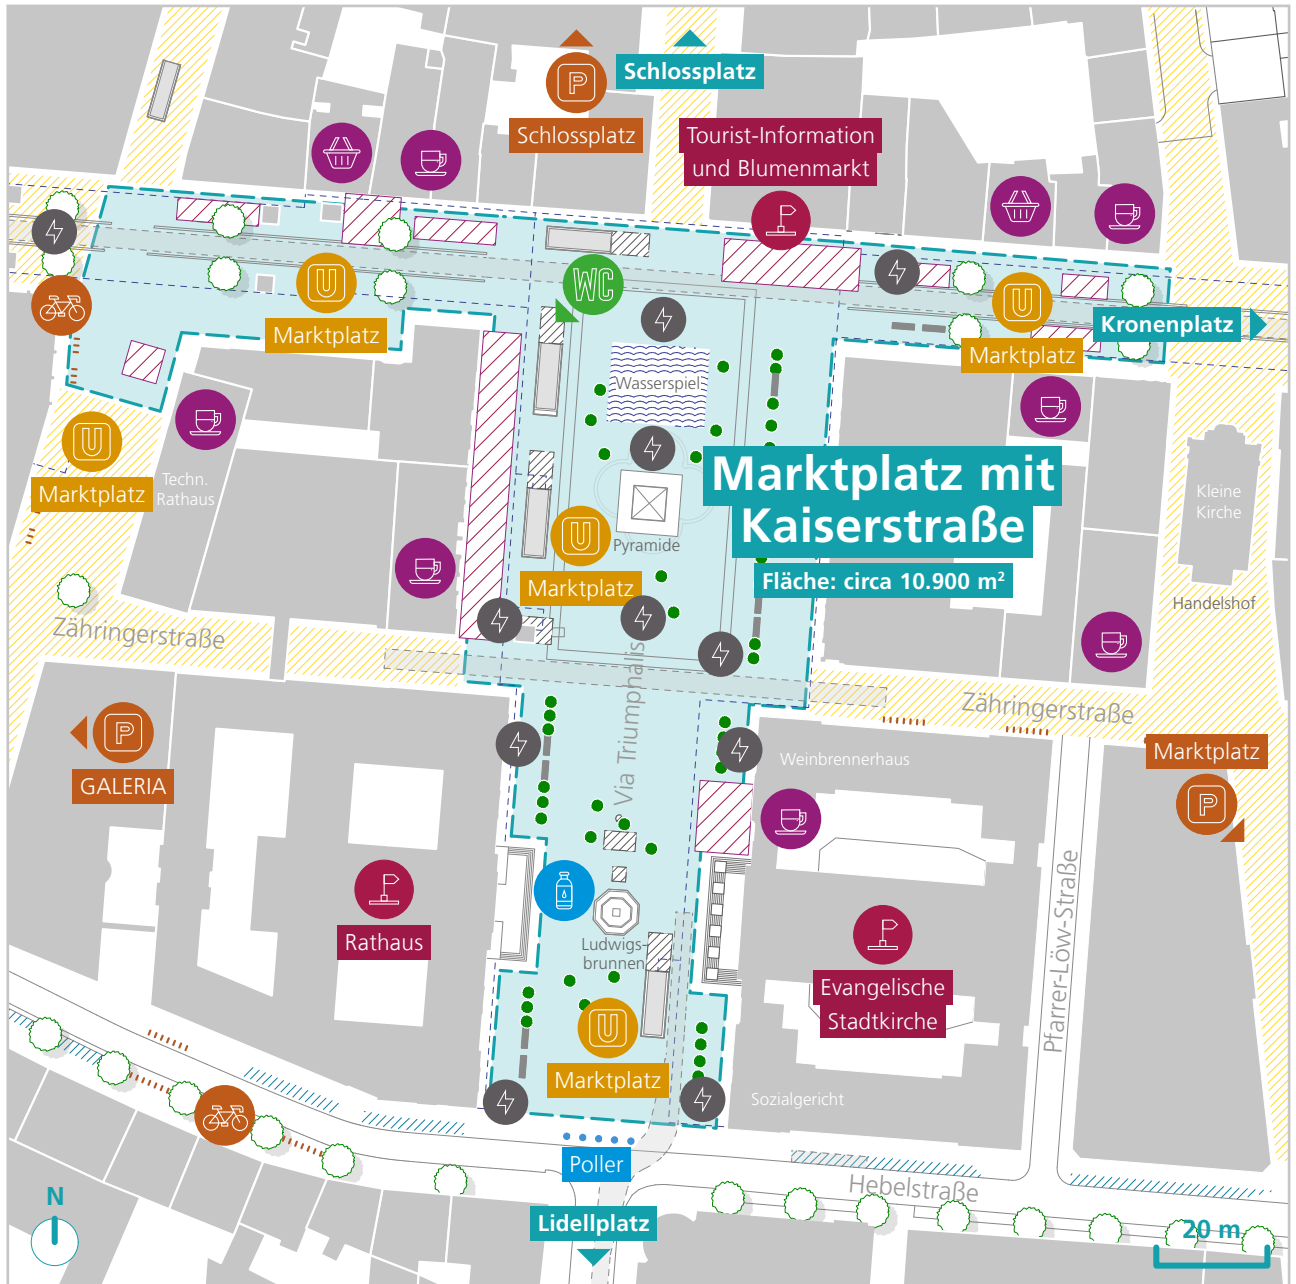 P
Schlossplatz
Schlossplatz
Tourist-Information
und Blumenmarkt
WC
U
Marktplatz
U
Marktplatz
Kronenplatz
Wasserspiel
U
Marktplatz
Techn.
Rathaus
Marktplatz mit
Kaiserstraße
Fläche: circa 10.900 m²
Kleine
Kirche
U
Pyramide
Marktplatz
Handelshof
Zähringerstraße
Via Triumphalis
Zähringerstraße
P
GALERIA
Weinbrennerhaus
Marktplatz
P
Rathaus
Ludwigs-
brunnen
Evangelische
Stadtkirche
Pfarrer-Löw-Straße
U
Marktplatz
Sozialgericht
Poller
Hebelstraße
N
Lidellplatz
20 m